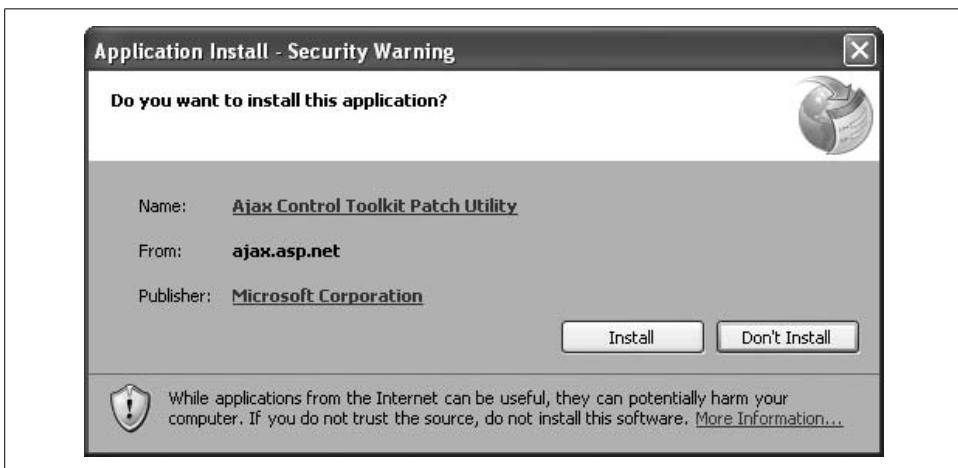 Application Install - Security Warning
Do you want to install this application?
Name: Ajax Control Toolkit Patch Utility
From: ajax.asp.net
Publisher: Microsoft Corporation
Install Don't Install
While applications from the Internet can be useful, they can potentially harm your
computer. If you do not trust the source, do not install this software. More Information...